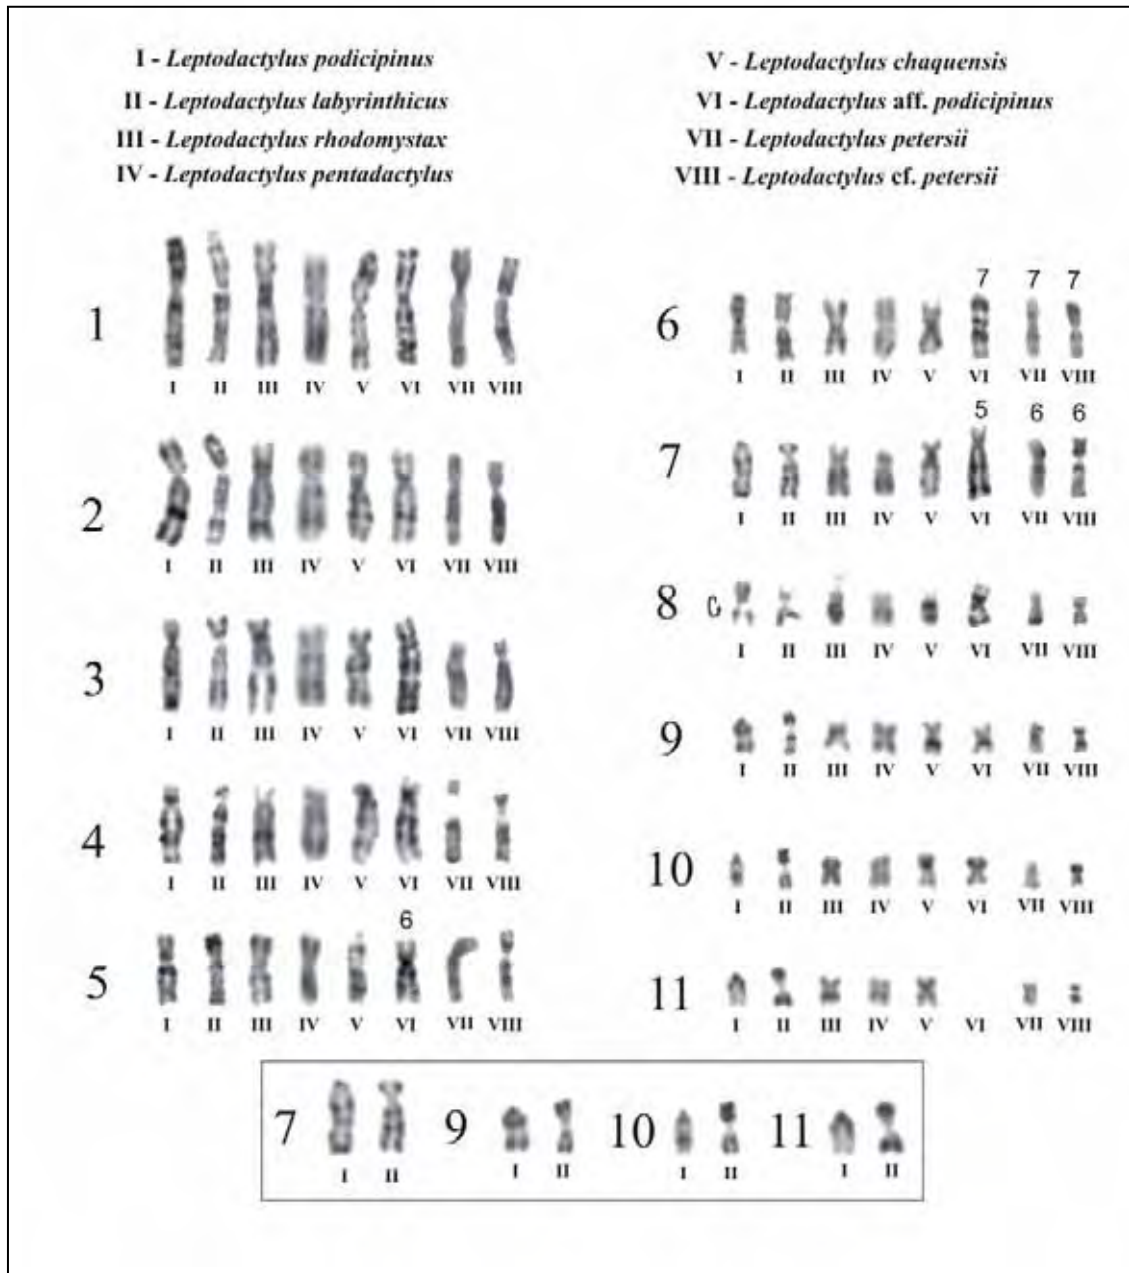 I - Leptodactylus podicipinus
II - Leptodactylus labyrinthicus
III - Leptodactylus rhodomystax
IV - Leptodactylus pentadactylus
V - Leptodactylus chaquensis
VI - Leptodactylus aff. podicipinus
VII - Leptodactylus petersii
VIII - Leptodactylus cf. petersii
1
I II III IV V VI VII VIII
2
I II III IV V VI VII VIII
3
I II III IV V VI VII VIII
4
I II III IV V VI VII VIII
6
5
I II III IV V VI VII VIII
7 7 7
6
I II III IV V VI VII VIII
5 6 6
7
I II III IV V VI VII VIII
8
I II III IV V VI VII VIII
9
I II III IV V VI VII VIII
10
I II III IV V VI VII VIII
11
I II III IV V VI VII VIII
7 9 10 11
I II I II I II I II